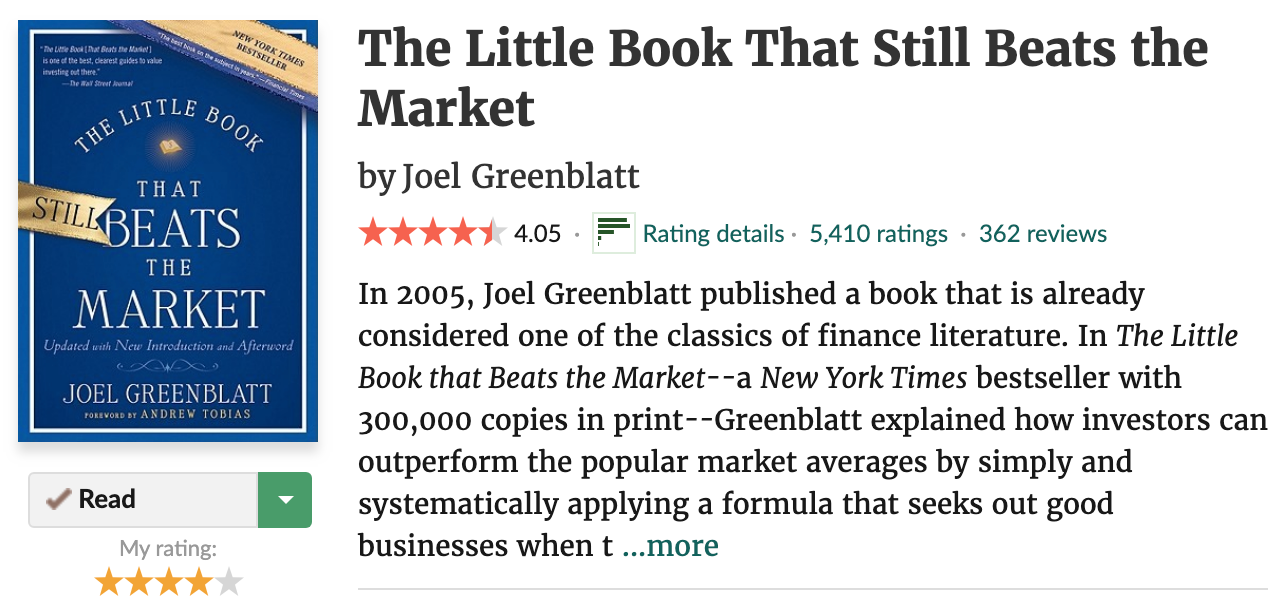 "The Little Book [That Beats the Market]
is one of the best, clearest guides to value
investing out there."
—The Wall Street Journal
"The best book on the subject in years."—Financial Times
NEW YORK TIMES
BESTSELLER
THE LITTLE BOOK
THAT
STILL
BEATS
THE
MARKET
Updated with New Introduction and Afterword
JOEL GREENBLATT
FOREWORD BY ANDREW TOBIAS
Read
My rating:
The Little Book That Still Beats the
Market
by Joel Greenblatt
4.05 · Rating details · 5,410 ratings · 362 reviews
In 2005, Joel Greenblatt published a book that is already
considered one of the classics of finance literature. In The Little
Book that Beats the Market--a New York Times bestseller with
300,000 copies in print--Greenblatt explained how investors can
outperform the popular market averages by simply and
systematically applying a formula that seeks out good
businesses when t ...more